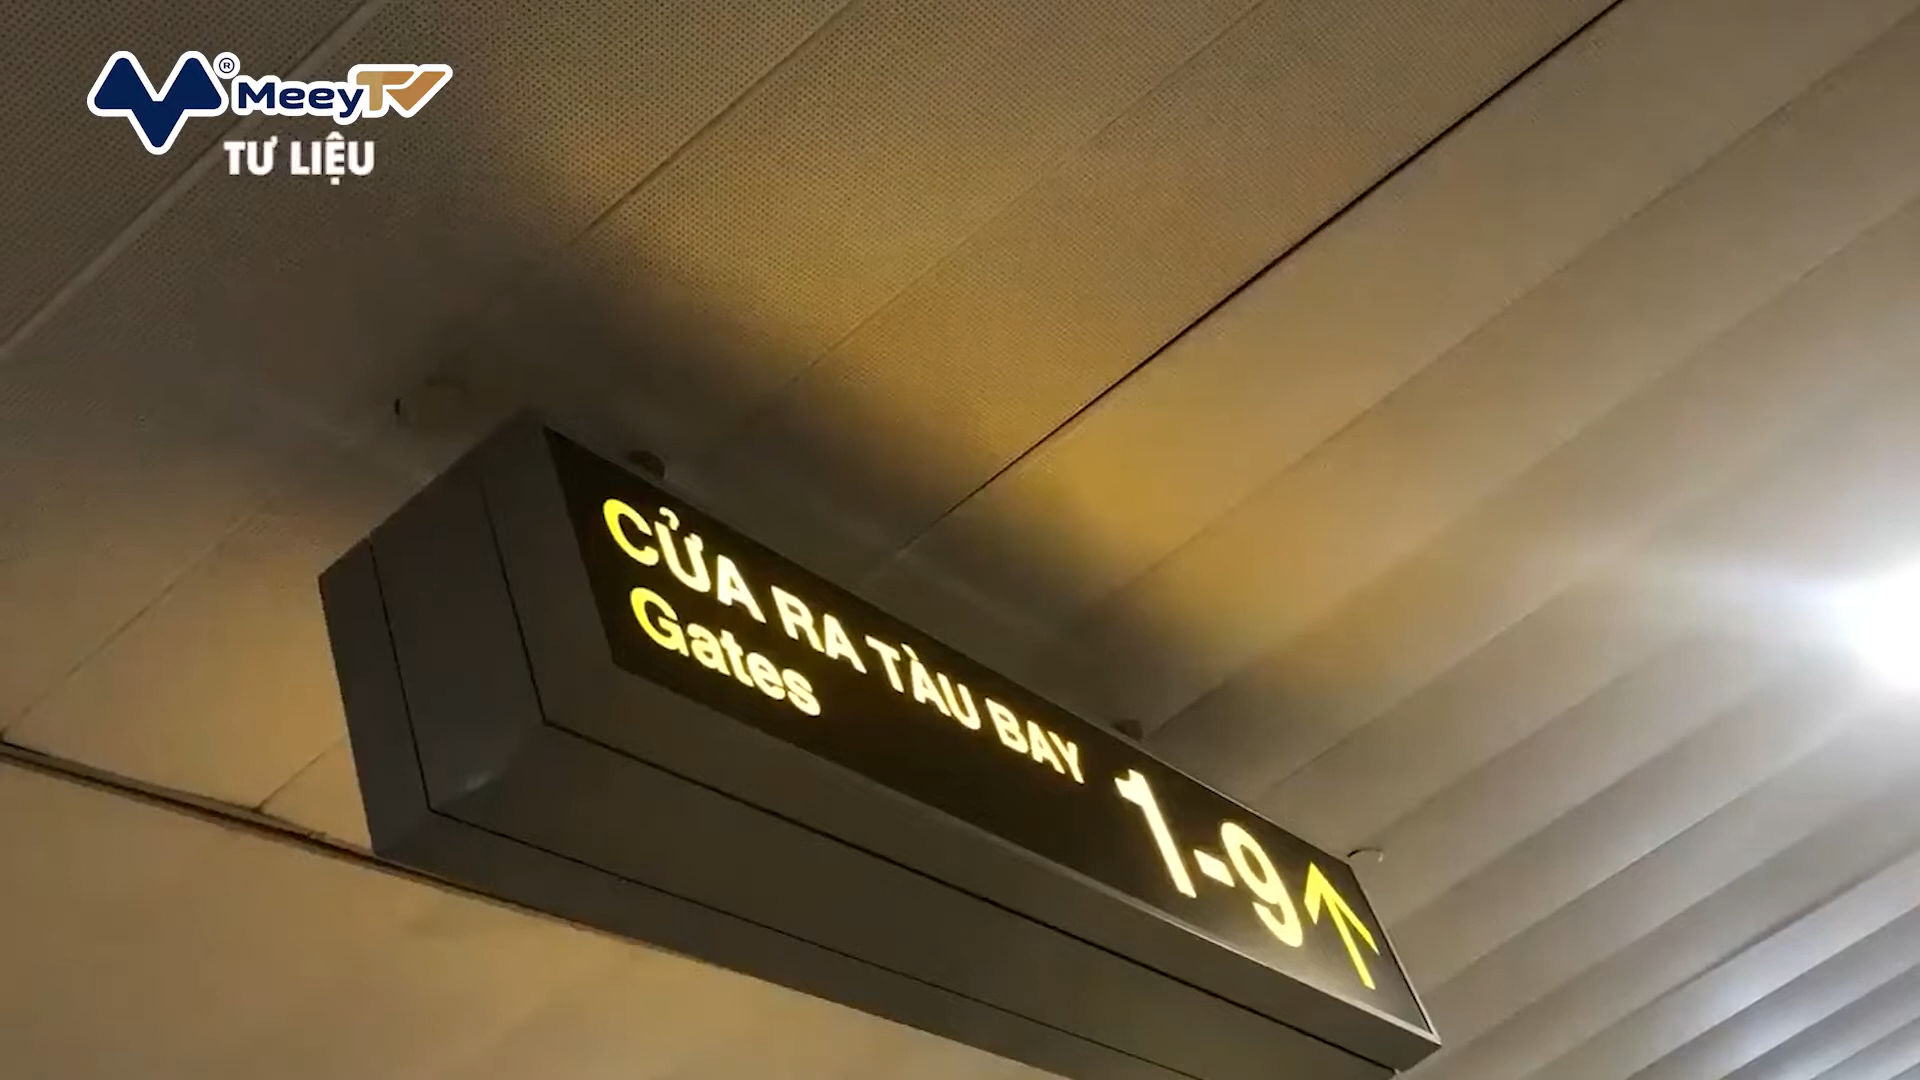 ® MeeyTV
TƯ LIỆU
CỬA RA TÀU BAY
Gates
1-9